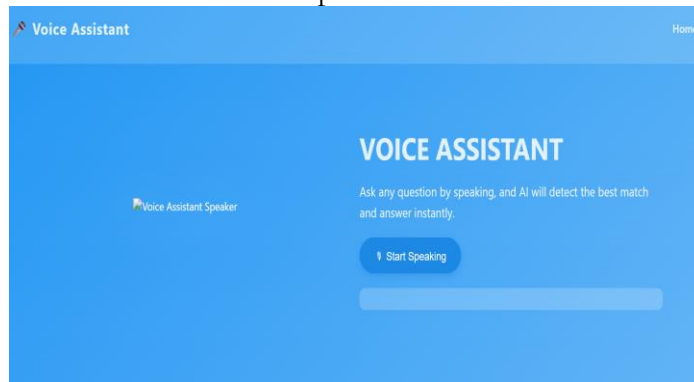 🎤 Voice Assistant
Home
VOICE ASSISTANT
Ask any question by speaking, and AI will detect the best match
and answer instantly.
Voice Assistant Speaker
Start Speaking